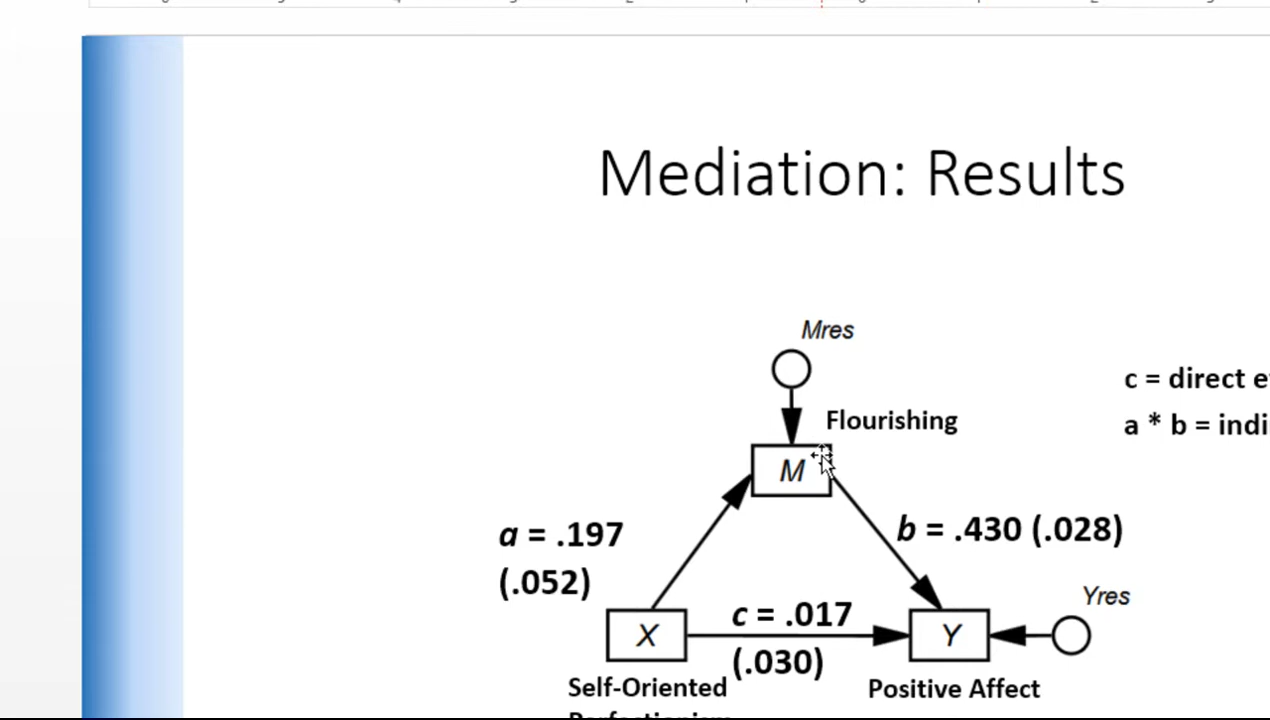 Mediation: Results
Mres
c = direct e
Flourishing
a * b = indi
M
a = .197
(.052)
b = .430 (.028)
Yres
c = .017
X
Y
(.030)
Self-Oriented
Positive Affect